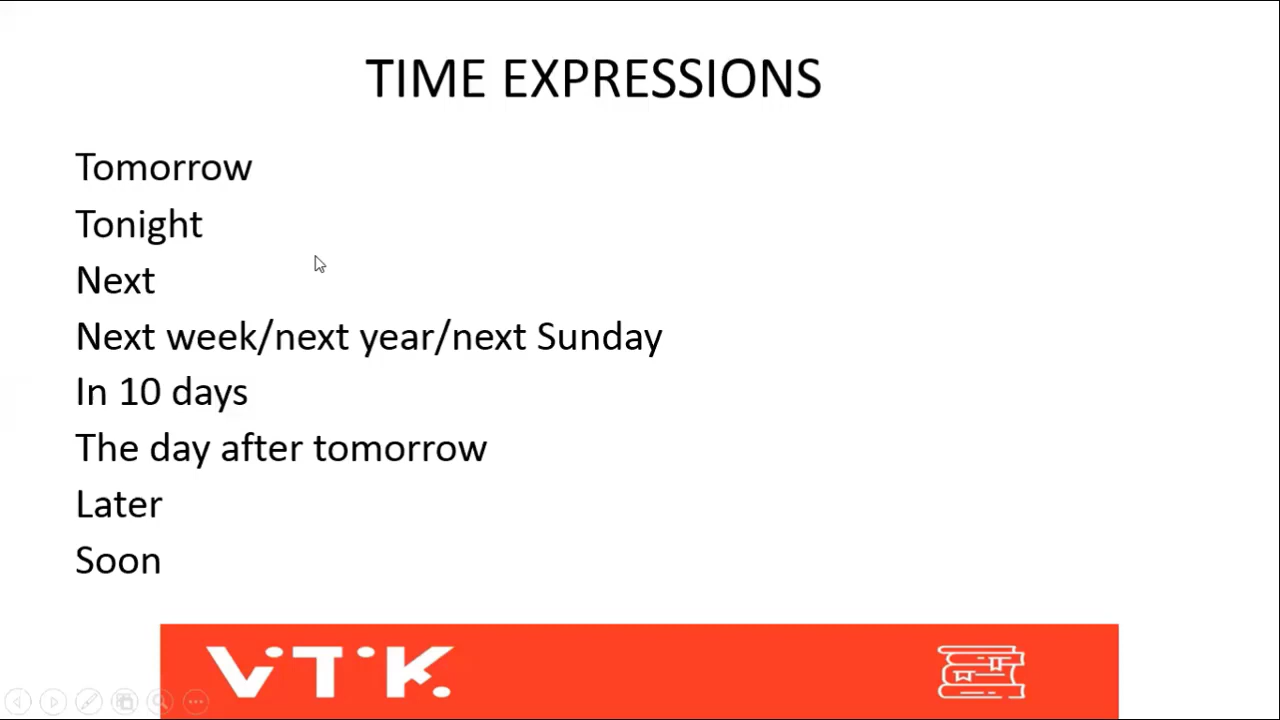 TIME EXPRESSIONS
Tomorrow
Tonight
Next
Next week/next year/next Sunday
In 10 days
The day after tomorrow
Later
Soon
VTK.